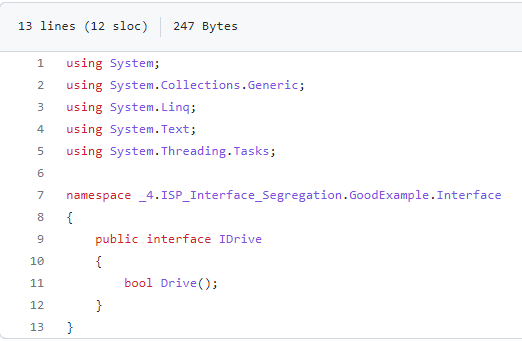 13 lines (12 sloc) 247 Bytes
1 using System;
2 using System.Collections.Generic;
3 using System.Linq;
4 using System.Text;
5 using System.Threading.Tasks;
6
7 namespace _4.ISP_Interface_Segregation.GoodExample.Interface
8 {
9     public interface IDrive
10     {
11         bool Drive();
12     }
13 }